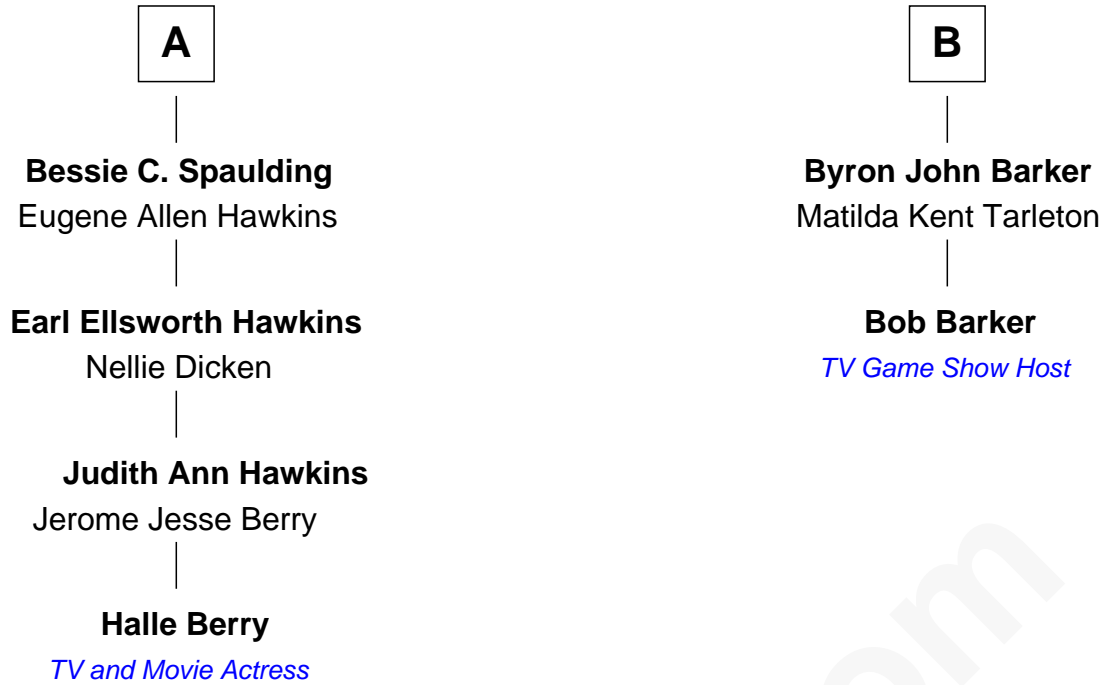 A
Bessie C. Spaulding
Eugene Allen Hawkins
Earl Ellsworth Hawkins
Nellie Dicken
Judith Ann Hawkins
Jerome Jesse Berry
Halle Berry
TV and Movie Actress
B
Byron John Barker
Matilda Kent Tarleton
Bob Barker
TV Game Show Host
om